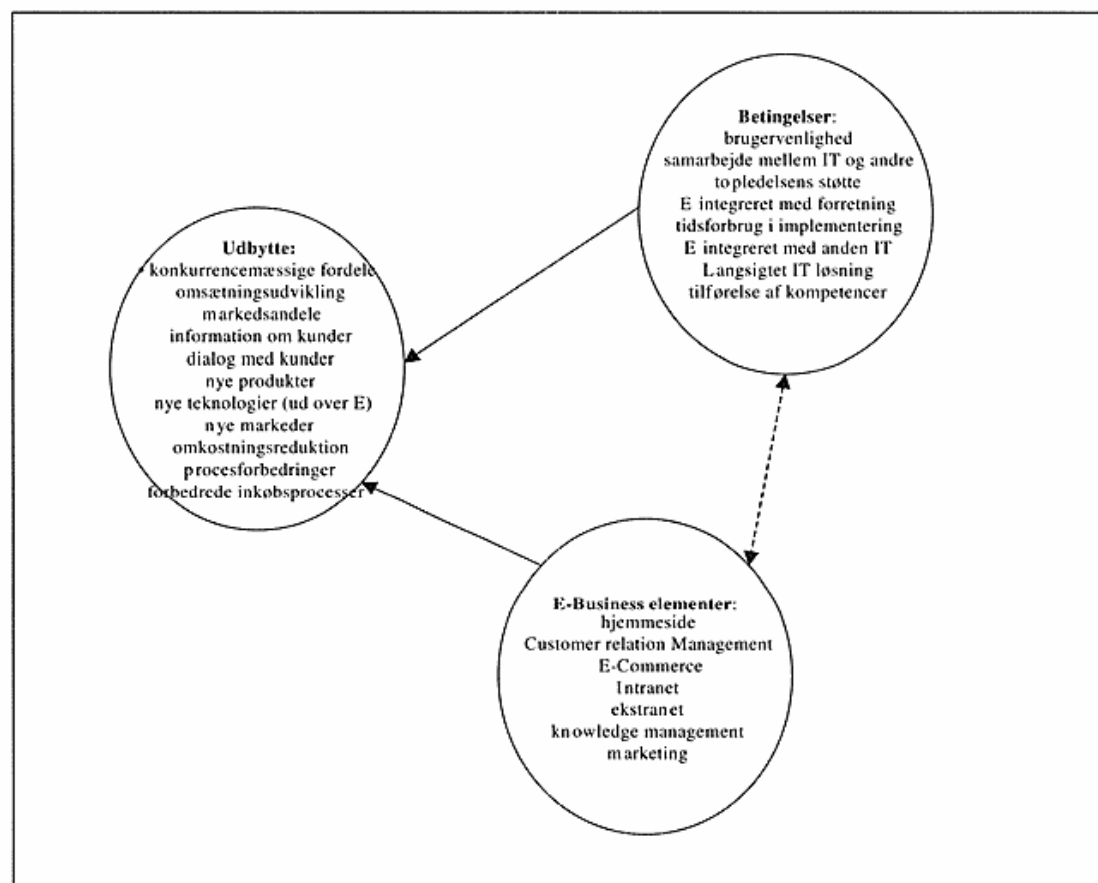 Betingelser:
brugervenlighed
samarbejde mellem IT og andre
topledelsens støtte
E integreret med forretning
tidsforbrug i implementering
E integreret med anden IT
Langsigtet IT løsning
tilførelse af kompetencer
Udbytte:
• konkurrencemæssige fordele
omsætningsudvikling
markedsandele
information om kunder
dialog med kunder
nye produkter
nye teknologier (ud over E)
nye markeder
omkostningsreduktion
procesforbedringer
forbedrede inkøbsprocesser
E-Business elementer:
hjemmeside
Customer relation Management
E-Commerce
Intranet
ekstranet
knowledge management
marketing